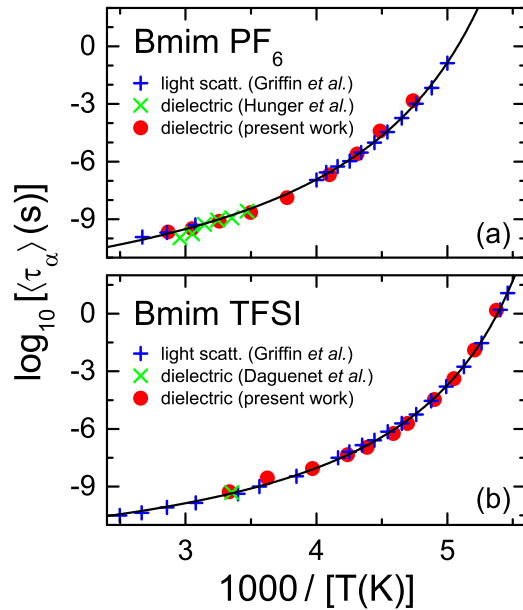 Bmim PF6
light scatt. (Griffin et al.)
dielectric (Hunger et al.)
dielectric (present work)
(a)
0
-3
-6
-9
log10 [⟨τα⟩ (s)]
Bmim TFSI
light scatt. (Griffin et al.)
dielectric (Daguenet et al.)
dielectric (present work)
(b)
0
-3
-6
-9
3 4 5
1000 / [T(K)]